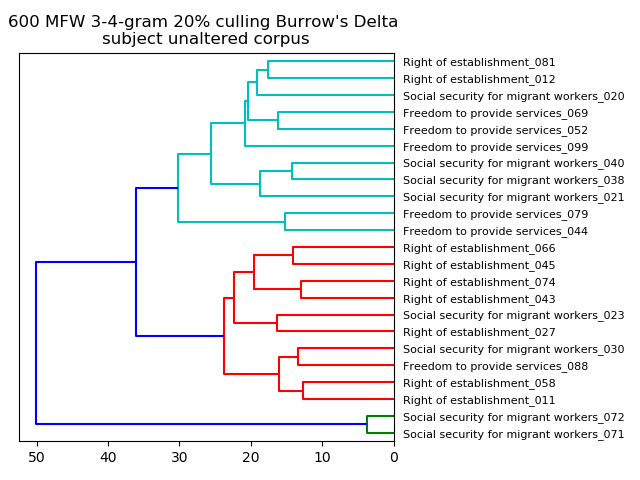 600 MFW 3-4-gram 20% culling Burrow's Delta
subject unaltered corpus
Right of establishment_081
Right of establishment_012
Social security for migrant workers_020
Freedom to provide services_069
Freedom to provide services_052
Freedom to provide services_099
Social security for migrant workers_040
Social security for migrant workers_038
Social security for migrant workers_021
Freedom to provide services_079
Freedom to provide services_044
Right of establishment_066
Right of establishment_045
Right of establishment_074
Right of establishment_043
Social security for migrant workers_023
Right of establishment_027
Social security for migrant workers_030
Freedom to provide services_088
Right of establishment_058
Right of establishment_011
Social security for migrant workers_072
Social security for migrant workers_071
50 40 30 20 10 0